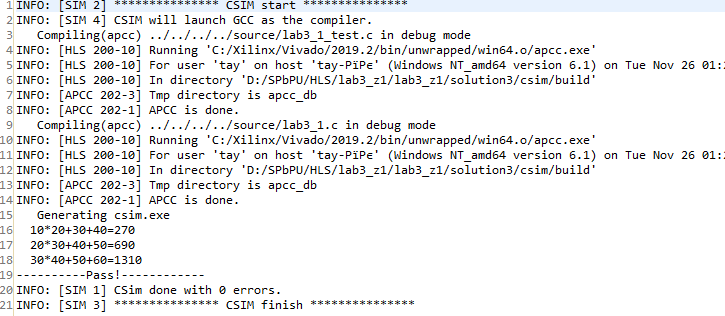 1 INFO: [SIM 2] *************** CSIM start ***************
2 INFO: [SIM 4] CSIM will launch GCC as the compiler.
3    Compiling(apcc) ../../../../source/lab3_1_test.c in debug mode
4 INFO: [HLS 200-10] Running 'C:/Xilinx/Vivado/2019.2/bin/unwrapped/win64.o/apcc.exe'
5 INFO: [HLS 200-10] For user 'tay' on host 'tay-РїРє' (Windows NT_amd64 version 6.1) on Tue Nov 26 01:
6 INFO: [HLS 200-10] In directory 'D:/SPbPU/HLS/lab3_z1/lab3_z1/solution3/csim/build'
7 INFO: [APCC 202-3] Tmp directory is apcc_db
8 INFO: [APCC 202-1] APCC is done.
9    Compiling(apcc) ../../../../source/lab3_1.c in debug mode
10 INFO: [HLS 200-10] Running 'C:/Xilinx/Vivado/2019.2/bin/unwrapped/win64.o/apcc.exe'
11 INFO: [HLS 200-10] For user 'tay' on host 'tay-РїРє' (Windows NT_amd64 version 6.1) on Tue Nov 26 01:
12 INFO: [HLS 200-10] In directory 'D:/SPbPU/HLS/lab3_z1/lab3_z1/solution3/csim/build'
13 INFO: [APCC 202-3] Tmp directory is apcc_db
14 INFO: [APCC 202-1] APCC is done.
15    Generating csim.exe
16   10*20+30+40=270
17   20*30+40+50=690
18   30*40+50+60=1310
19 ----------Pass!------------
20 INFO: [SIM 1] CSim done with 0 errors.
21 INFO: [SIM 3] *************** CSIM finish ***************